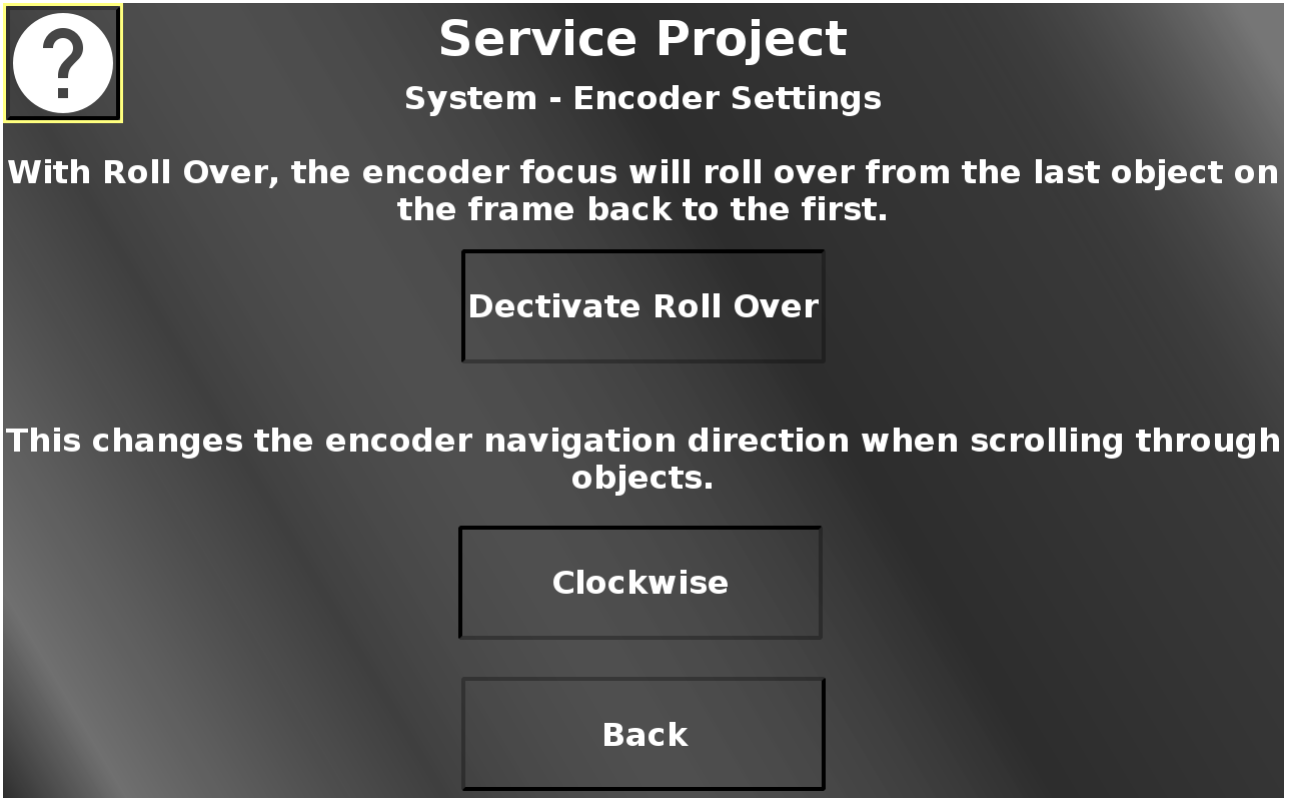 ?
Service Project
System - Encoder Settings
With Roll Over, the encoder focus will roll over from the last object on
the frame back to the first.
Dectivate Roll Over
This changes the encoder navigation direction when scrolling through
objects.
Clockwise
Back